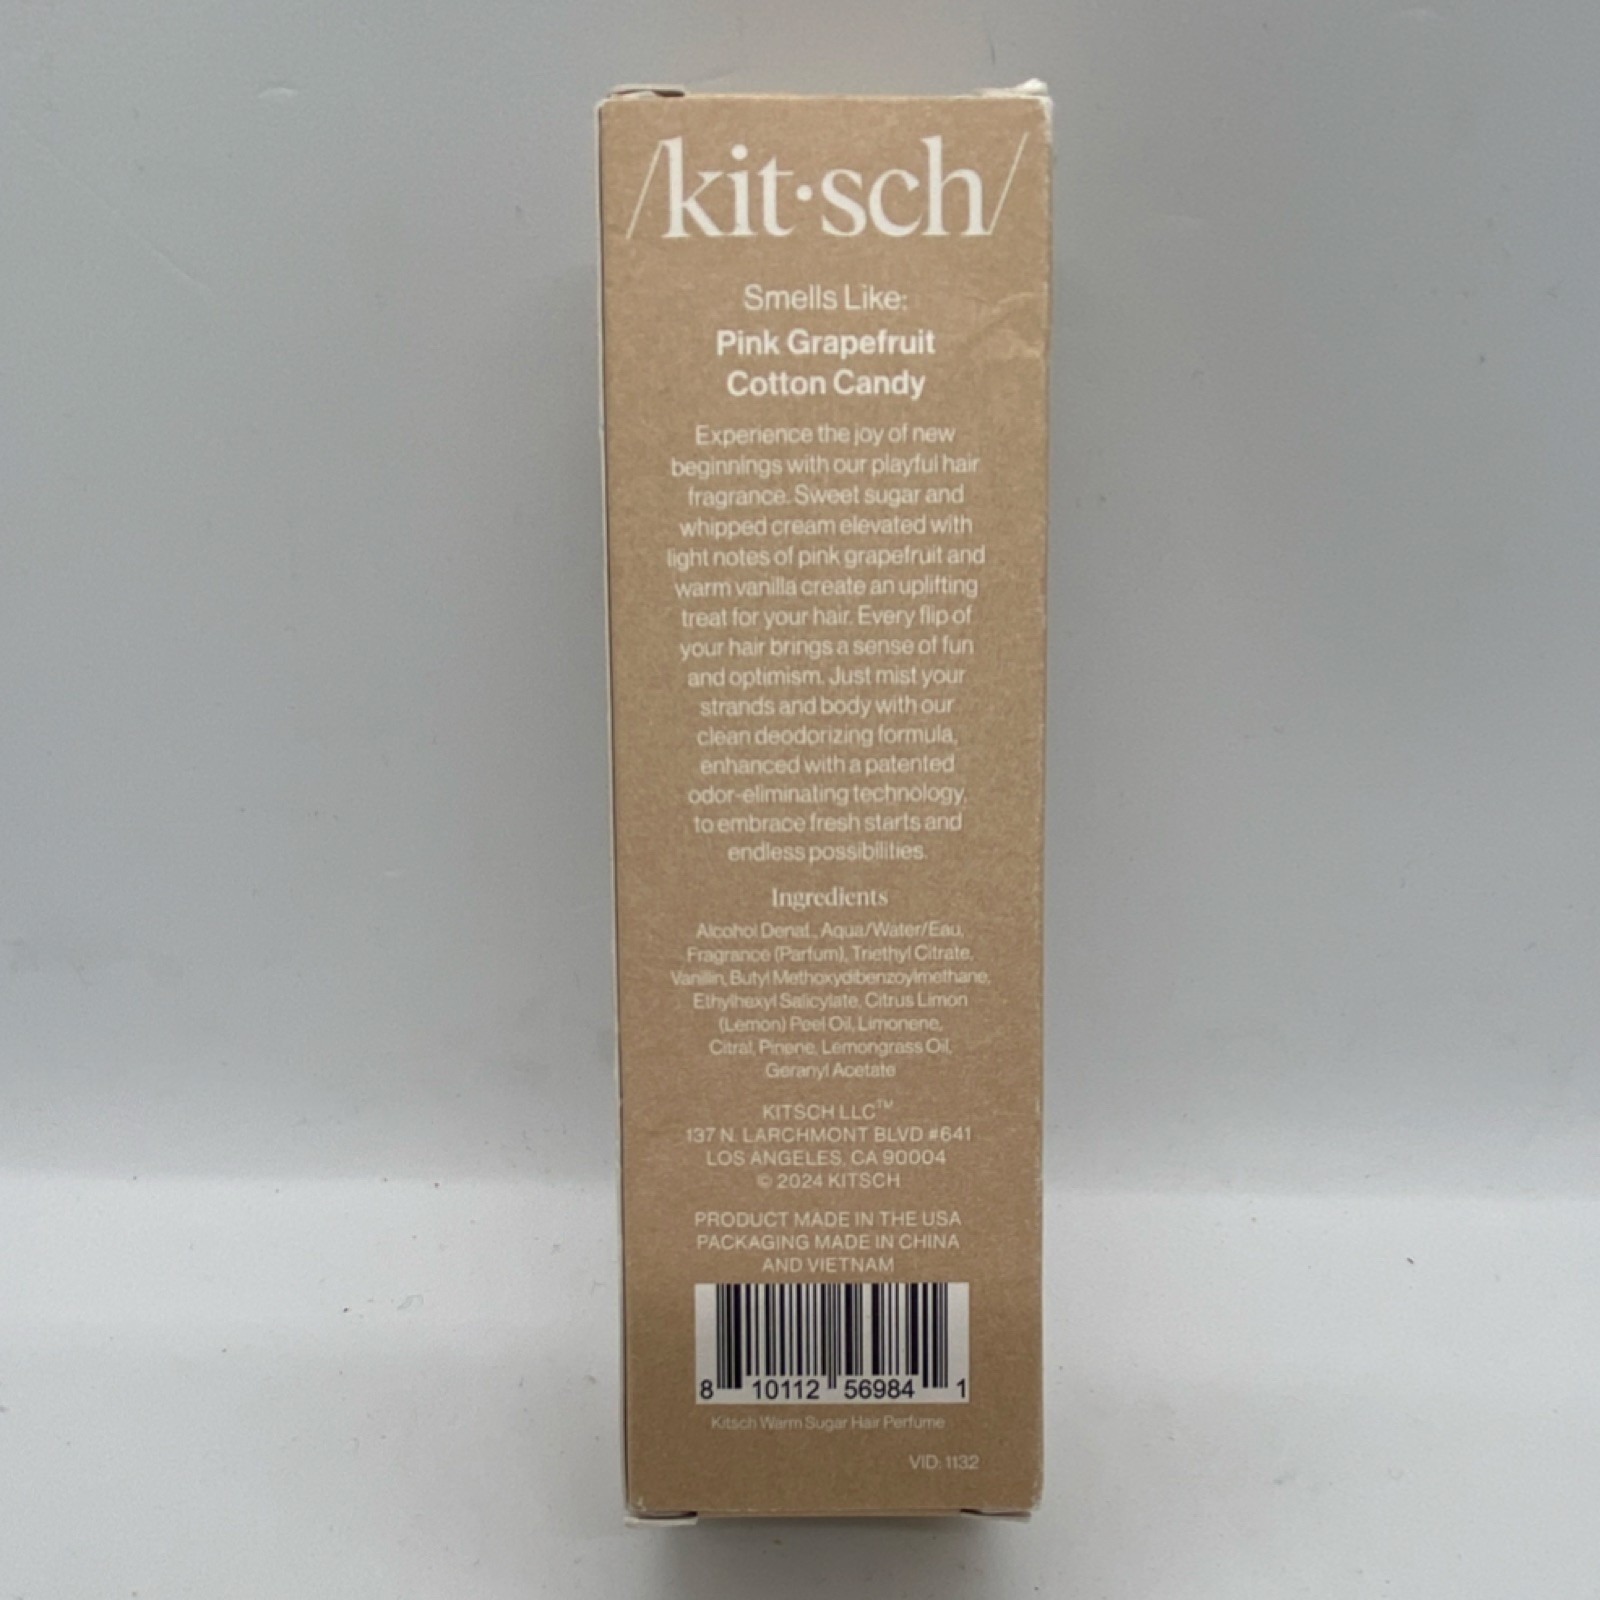 /kit·sch/
Smells Like:
Pink Grapefruit
Cotton Candy
Experience the joy of new
beginnings with our playful hair
fragrance. Sweet sugar and
whipped cream elevated with
light notes of pink grapefruit and
warm vanilla create an uplifting
treat for your hair. Every flip of
your hair brings a sense of fun
and optimism. Just mist your
strands and body with our
clean deodorizing formula,
enhanced with a patented
odor-eliminating technology,
to embrace fresh starts and
endless possibilities.
Ingredients
Alcohol Denat., Aqua/Water/Eau,
Fragrance (Parfum), Triethyl Citrate,
Vanillin, Butyl Methoxydibenzoylmethane,
Ethylhexyl Salicylate, Citrus Limon
(Lemon) Peel Oil, Limonene,
Citral, Pinene, Lemongrass Oil,
Geranyl Acetate
KITSCH LLC™
137 N. LARCHMONT BLVD #641
LOS ANGELES, CA 90004
© 2024 KITSCH
PRODUCT MADE IN THE USA
PACKAGING MADE IN CHINA
AND VIETNAM
8 10112 56984 1
Kitsch Warm Sugar Hair Perfume
VID: 1132